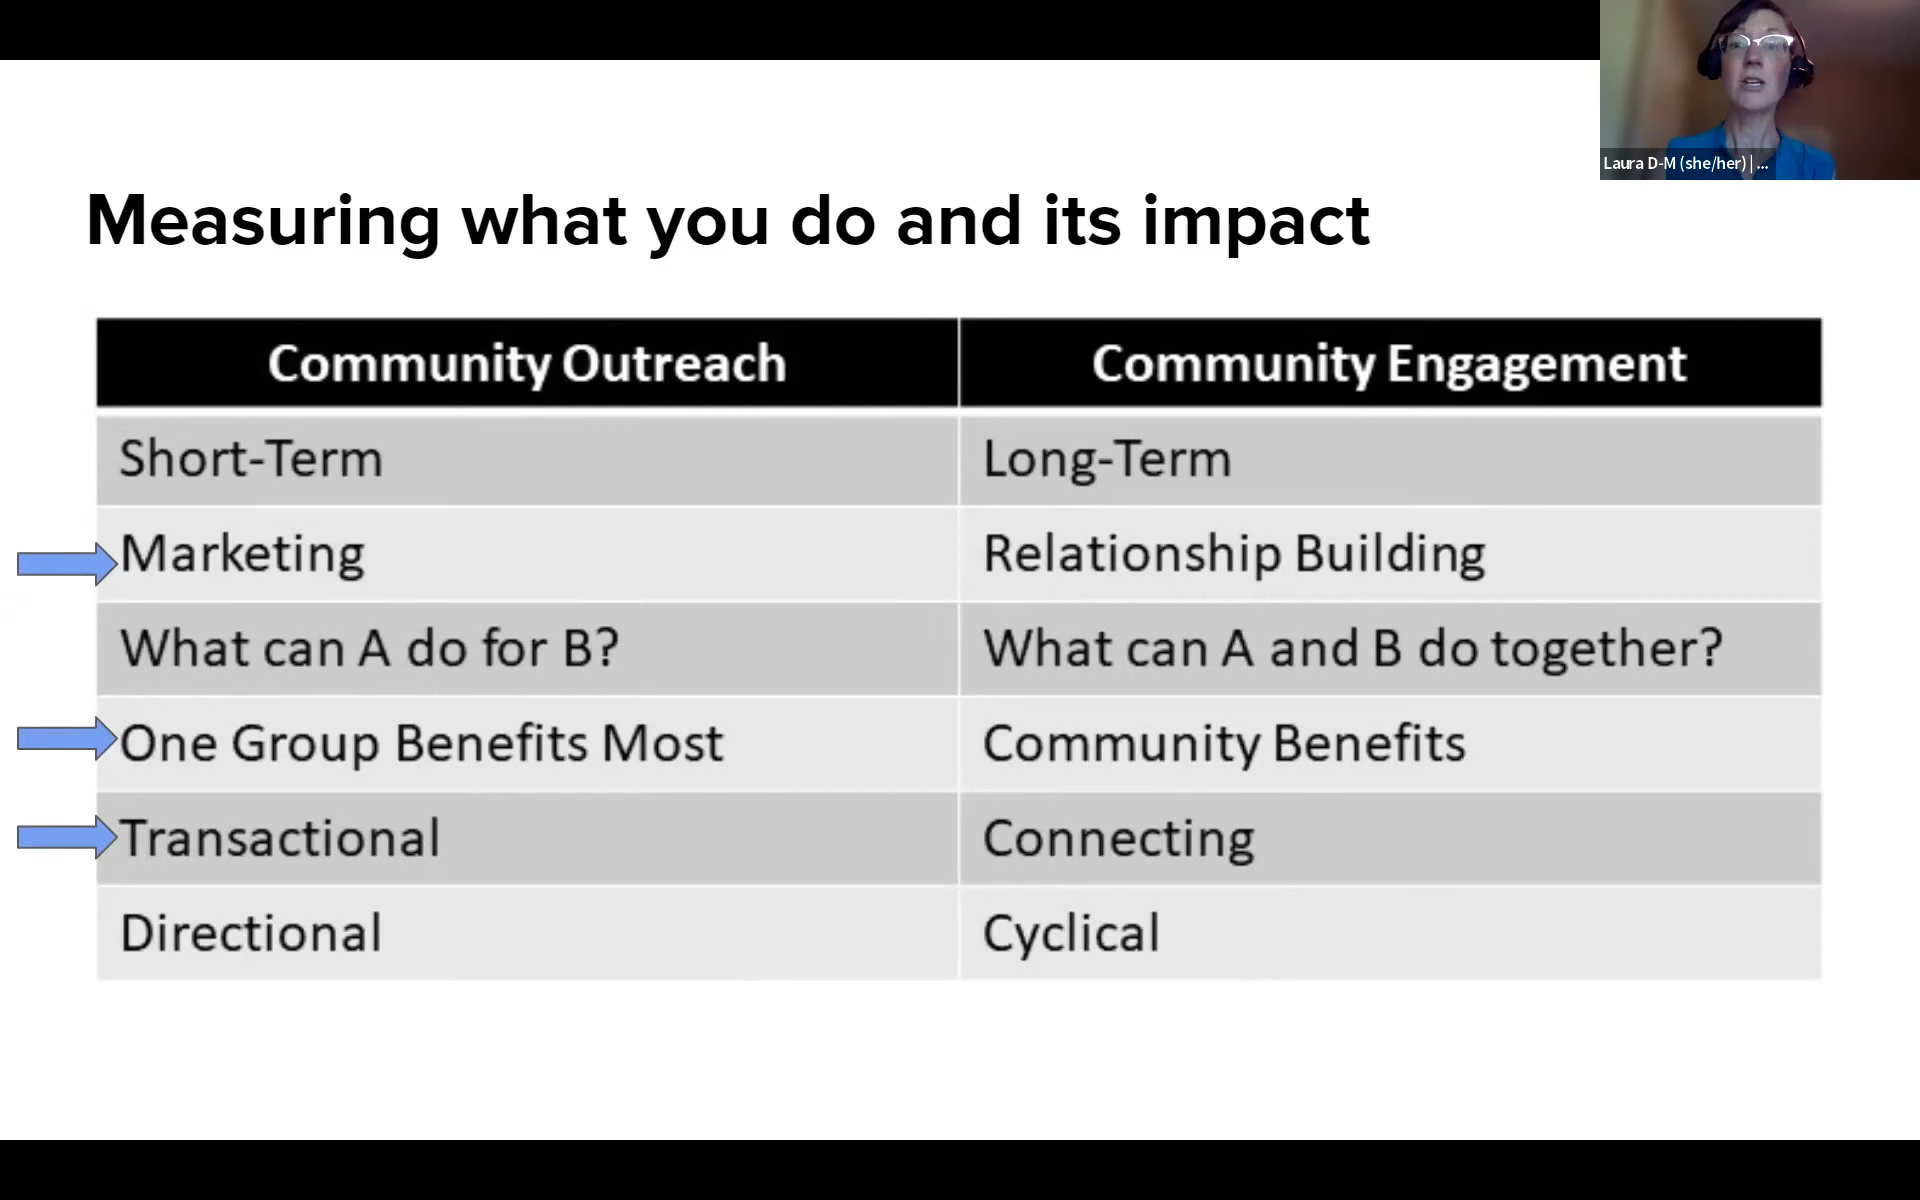 Laura D-M (she/her) | ...
Measuring what you do and its impact
Community Outreach
Community Engagement
Short-Term
Long-Term
Marketing
Relationship Building
What can A do for B?
What can A and B do together?
One Group Benefits Most
Community Benefits
Transactional
Connecting
Directional
Cyclical